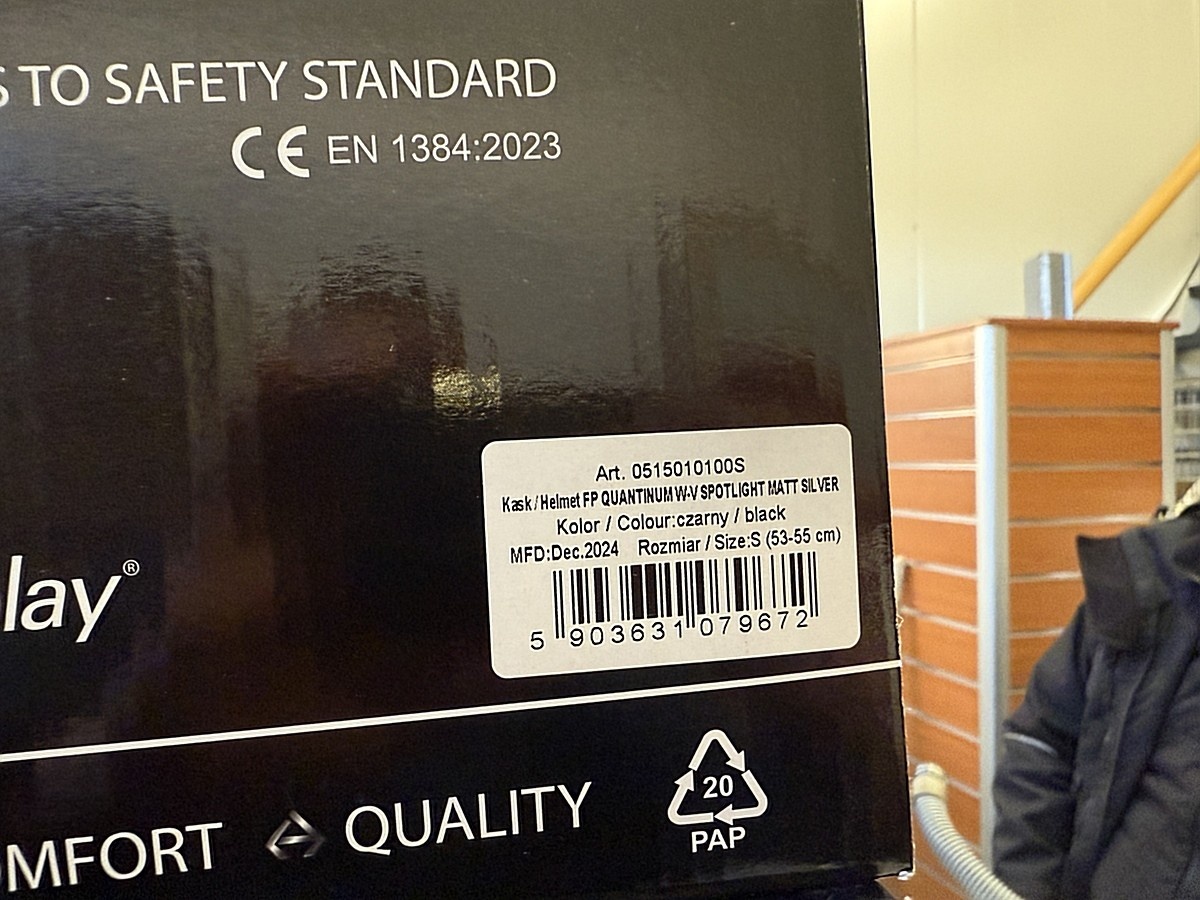 S TO SAFETY STANDARD
CE EN 1384:2023
Art. 0515010100S
Kask / Helmet FP QUANTINUM W-V SPOTLIGHT MATT SILVER
Kolor / Colour:czarny / black
MFD:Dec.2024 Rozmiar / Size:S (53-55 cm)
5 903631 079672
lay®
OMFORT QUALITY
20
PAP